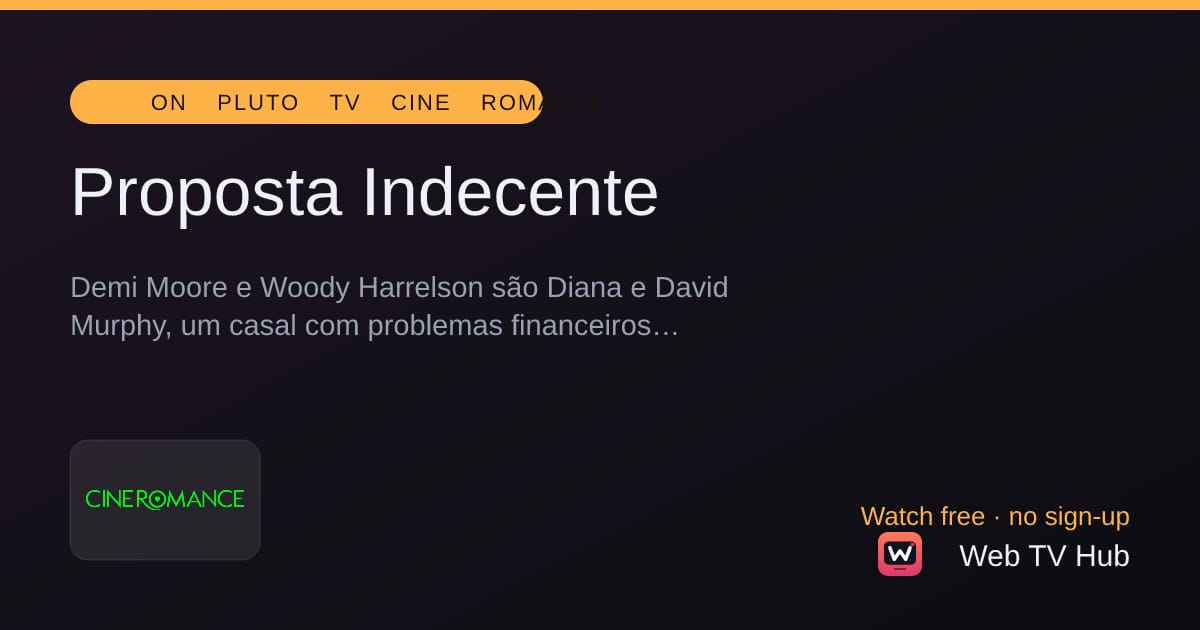 ON PLUTO TV CINE ROMANCE
Proposta Indecente
Demi Moore e Woody Harrelson são Diana e David
Murphy, um casal com problemas financeiros…
CINEROMANCE
Watch free · no sign-up
W
Web TV Hub